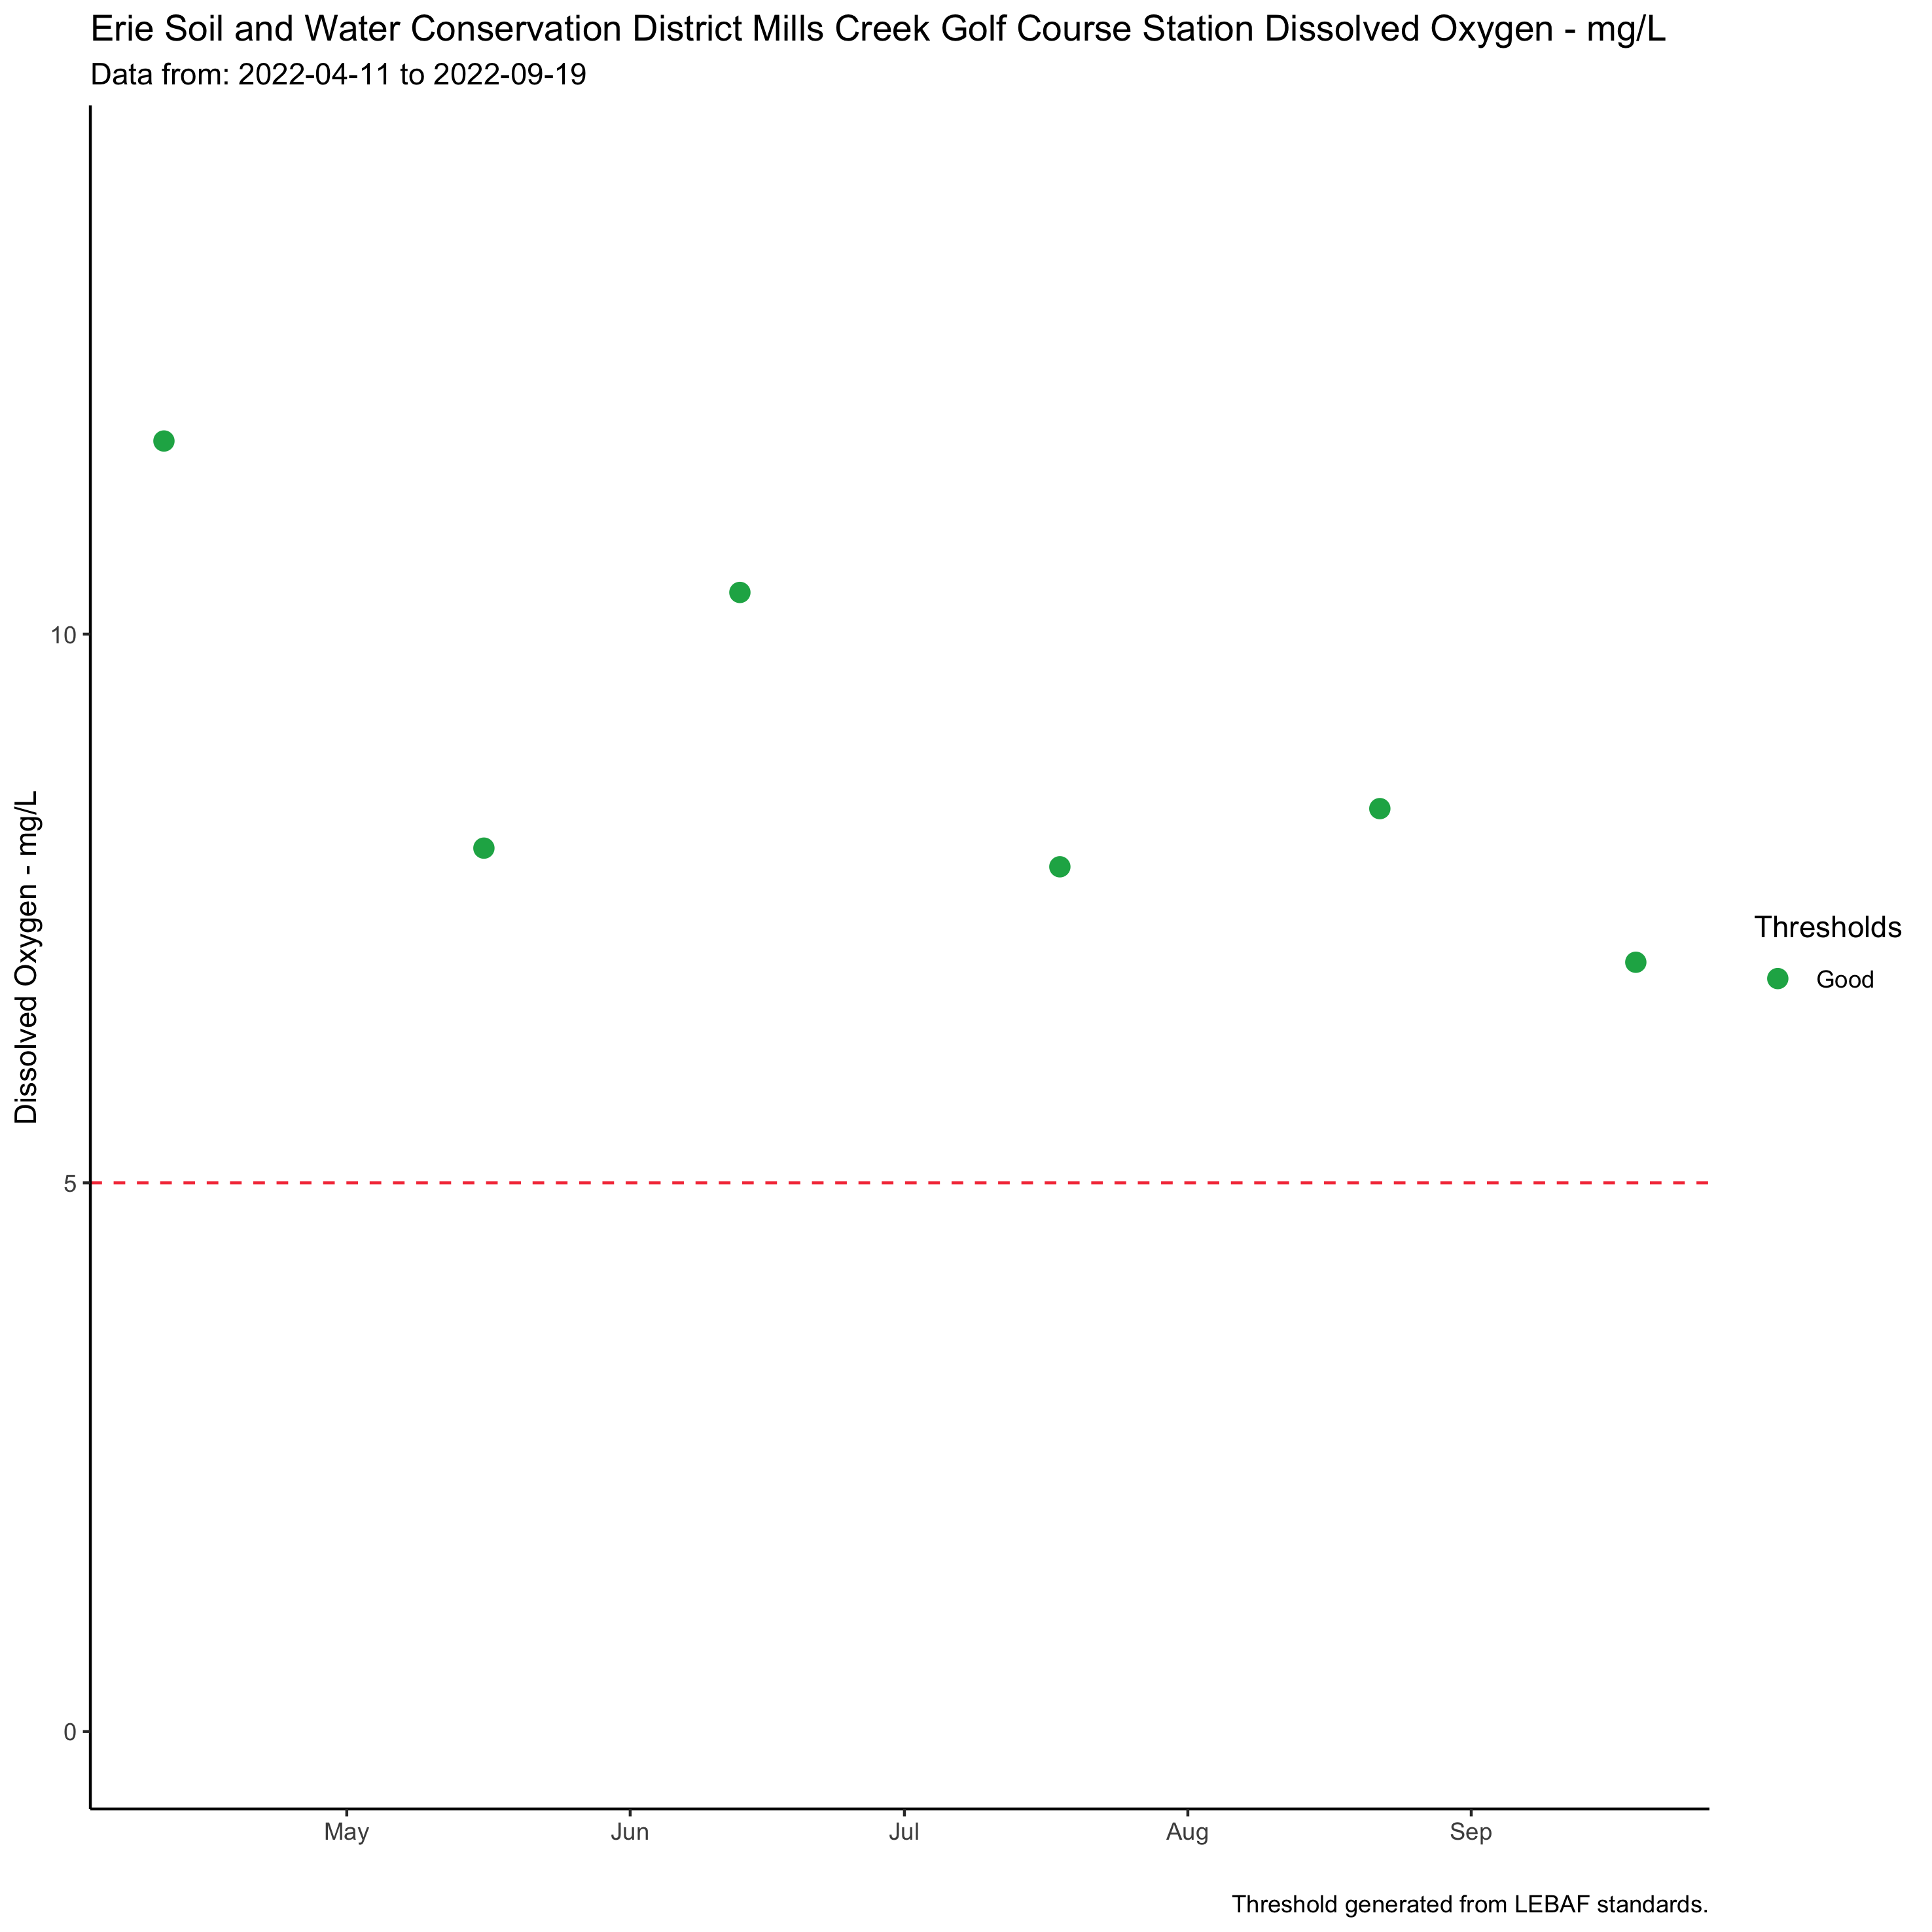 Erie Soil and Water Conservation District Mills Creek Golf Course Station Dissolved Oxygen - mg/L
Data from: 2022-04-11 to 2022-09-19
Dissolved Oxygen - mg/L
10
5
0
May Jun Jul Aug Sep
Thresholds
Good
Threshold generated from LEBAF standards.